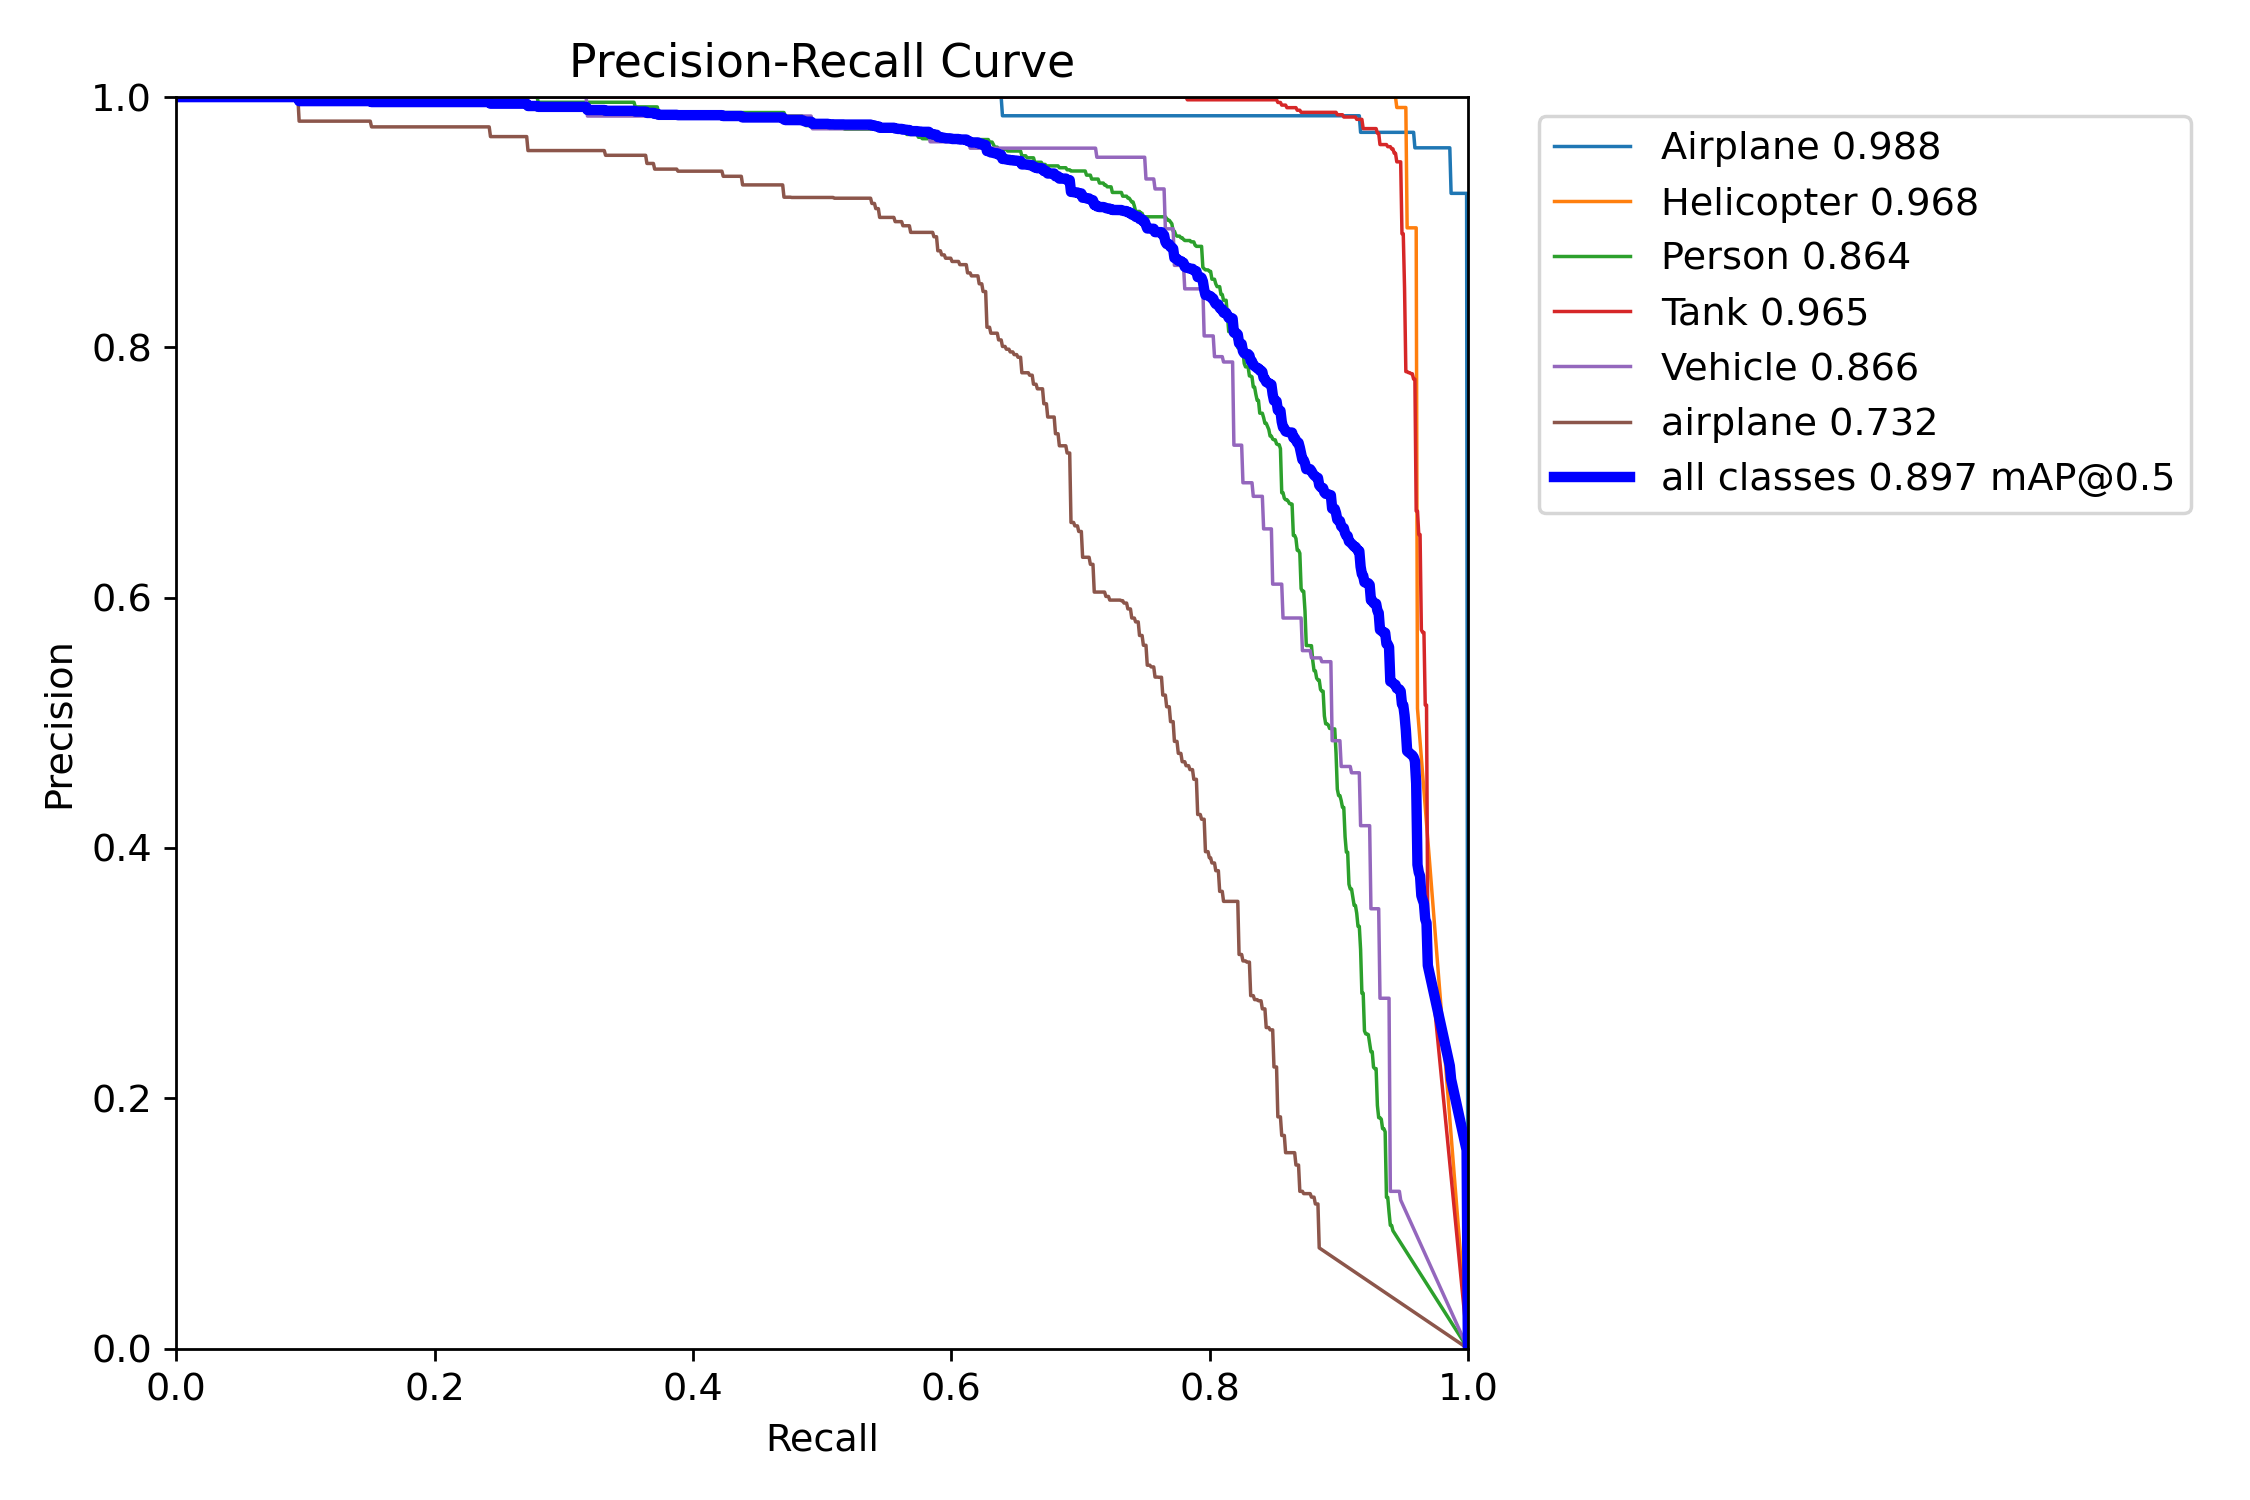 Precision-Recall Curve
1.0
0.8
0.6
0.4
0.2
0.0
Precision
0.0 0.2 0.4 0.6 0.8 1.0
Recall
Airplane 0.988
Helicopter 0.968
Person 0.864
Tank 0.965
Vehicle 0.866
airplane 0.732
all classes 0.897 mAP@0.5